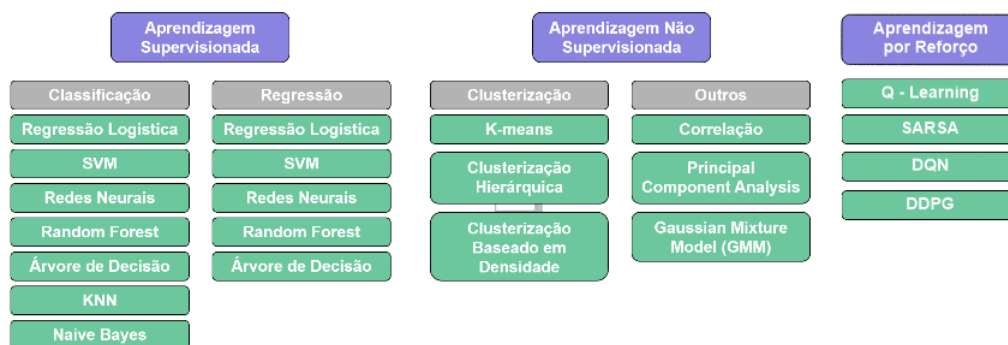 Aprendizagem
Supervisionada
Classificação
Regressão Logística
SVM
Redes Neurais
Random Forest
Árvore de Decisão
KNN
Naive Bayes
Regressão
Regressão Logística
SVM
Redes Neurais
Random Forest
Árvore de Decisão
Aprendizagem Não
Supervisionada
Clusterização
K-means
Clusterização
Hierárquica
Clusterização
Baseado em
Densidade
Outros
Correlação
Principal
Component Analysis
Gaussian Mixture
Model (GMM)
Aprendizagem
por Reforço
Q - Learning
SARSA
DQN
DDPG